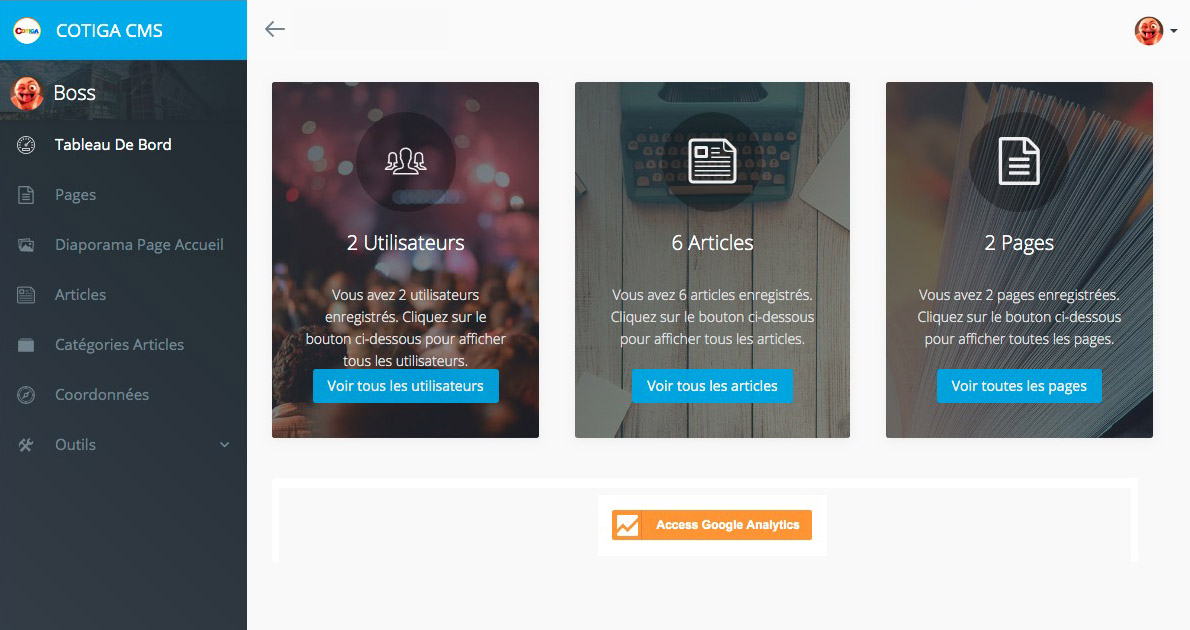 COTIGA
COTIGA CMS
Boss
Tableau De Bord
Pages
Diaporama Page Accueil
Articles
Catégories Articles
Coordonnées
Outils
2 Utilisateurs
Vous avez 2 utilisateurs
enregistrés. Cliquez sur le
bouton ci-dessous pour afficher
tous les utilisateurs.
Voir tous les utilisateurs
6 Articles
Vous avez 6 articles enregistrés.
Cliquez sur le bouton ci-dessous
pour afficher tous les articles.
Voir tous les articles
2 Pages
Vous avez 2 pages enregistrées.
Cliquez sur le bouton ci-dessous
pour afficher toutes les pages.
Voir toutes les pages
Access Google Analytics